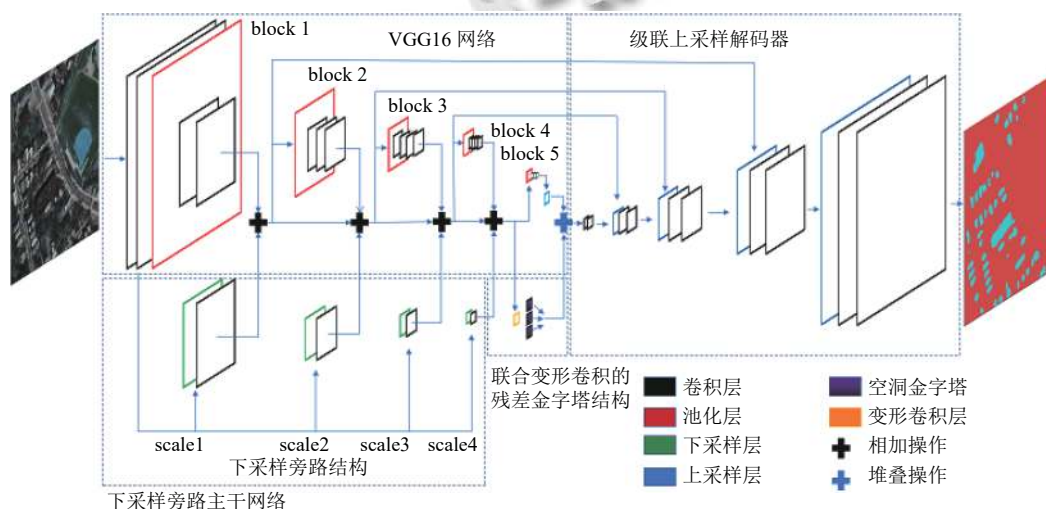 block 1
VGG16 网络
级联上采样解码器
block 2
block 3
block 4
block 5
联合变形卷积的
残差金字塔结构
scale1
scale2
scale3
scale4
下采样旁路结构
下采样旁路主干网络
卷积层
池化层
下采样层
上采样层
空洞金字塔
变形卷积层
相加操作
堆叠操作